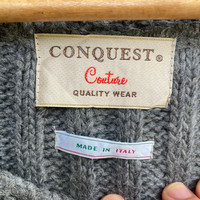 CONQUEST®
Couture
QUALITY WEAR
MADE IN ITALY